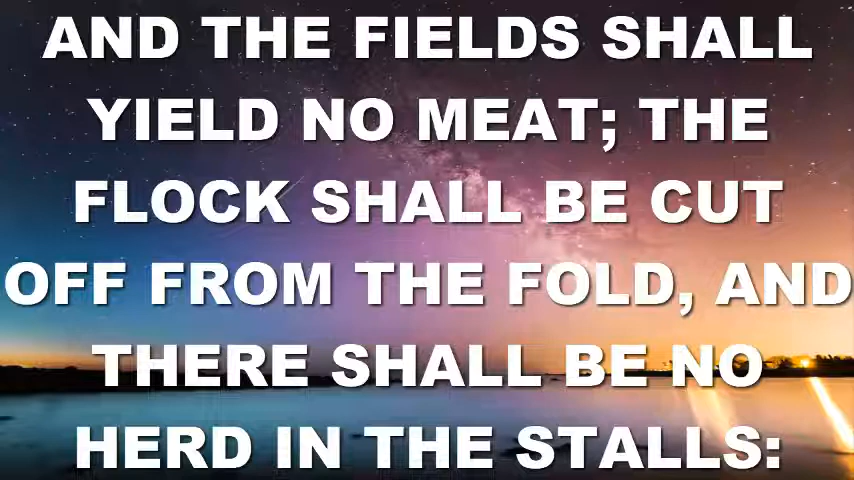 AND THE FIELDS SHALL
YIELD NO MEAT; THE
FLOCK SHALL BE CUT
OFF FROM THE FOLD, AND
THERE SHALL BE NO
HERD IN THE STALLS: